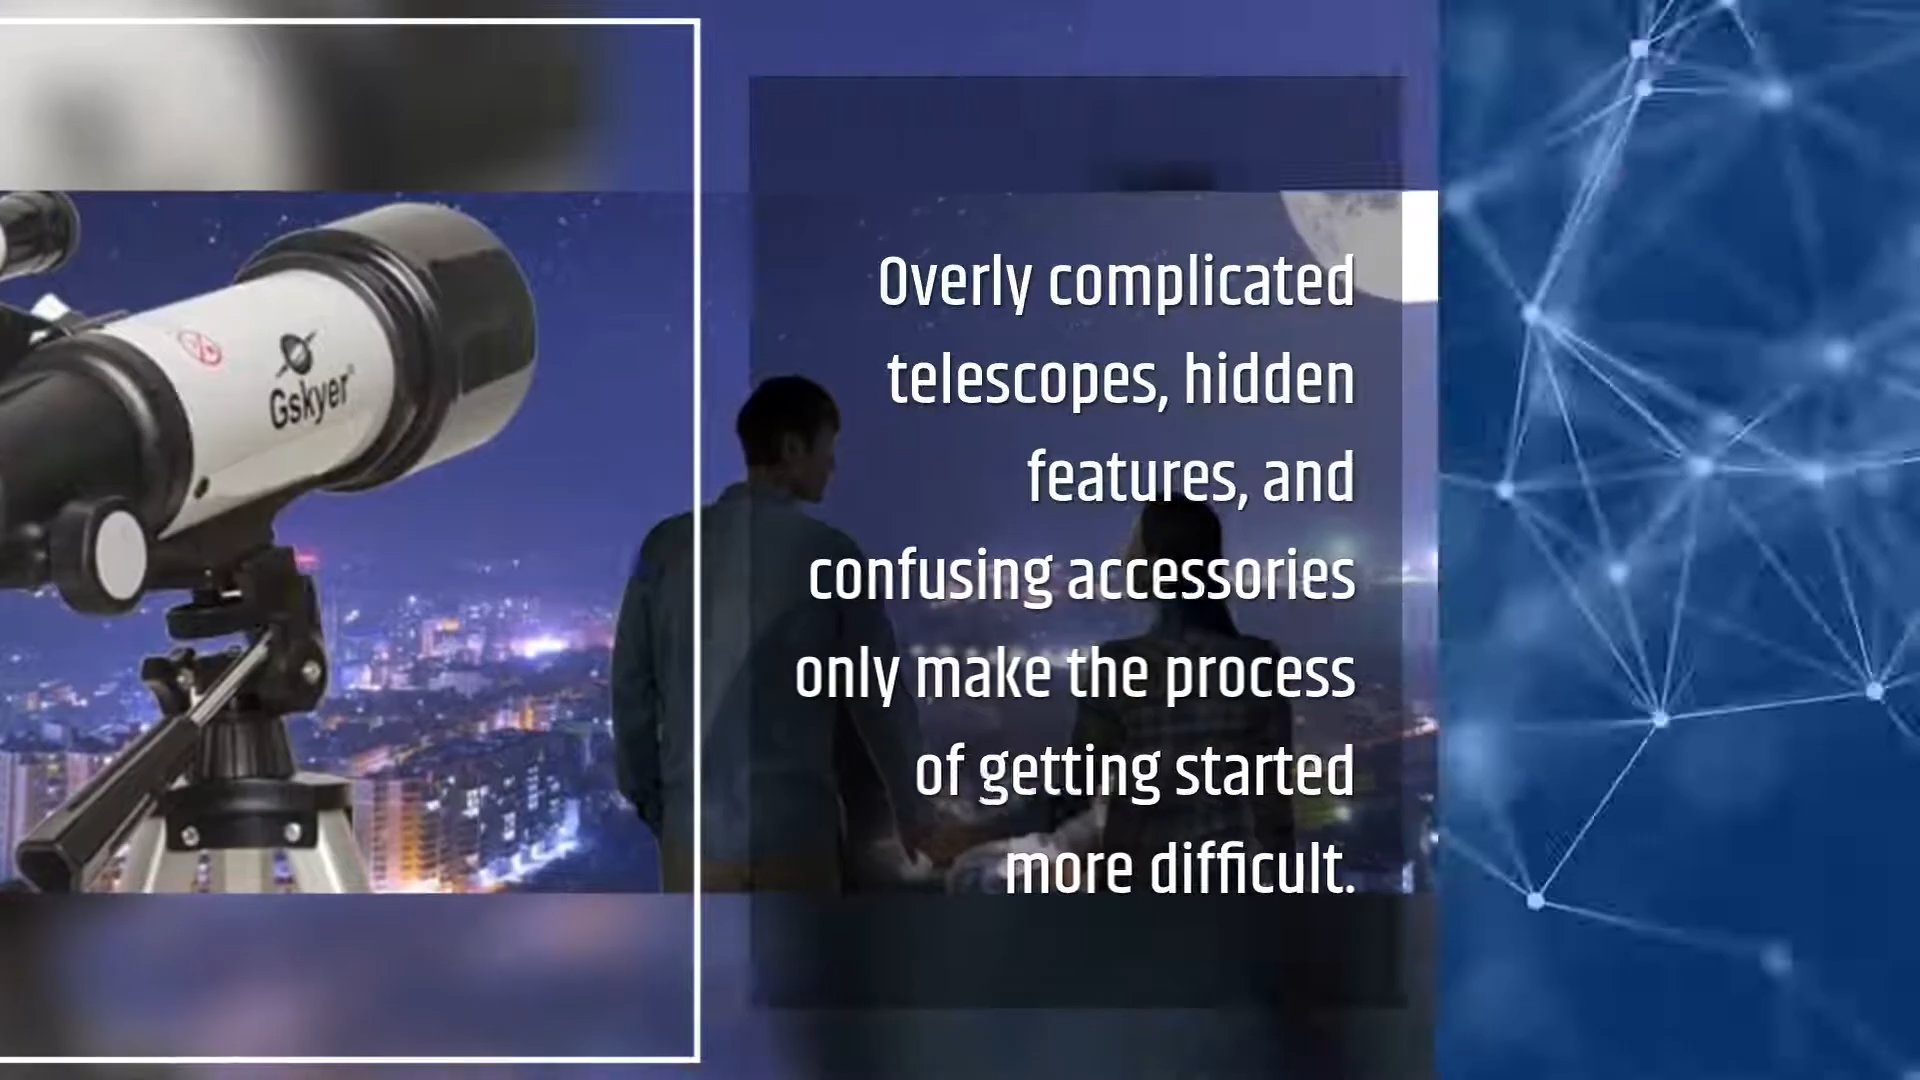 Gskyer
Overly complicated
telescopes, hidden
features, and
confusing accessories
only make the process
of getting started
more difficult.